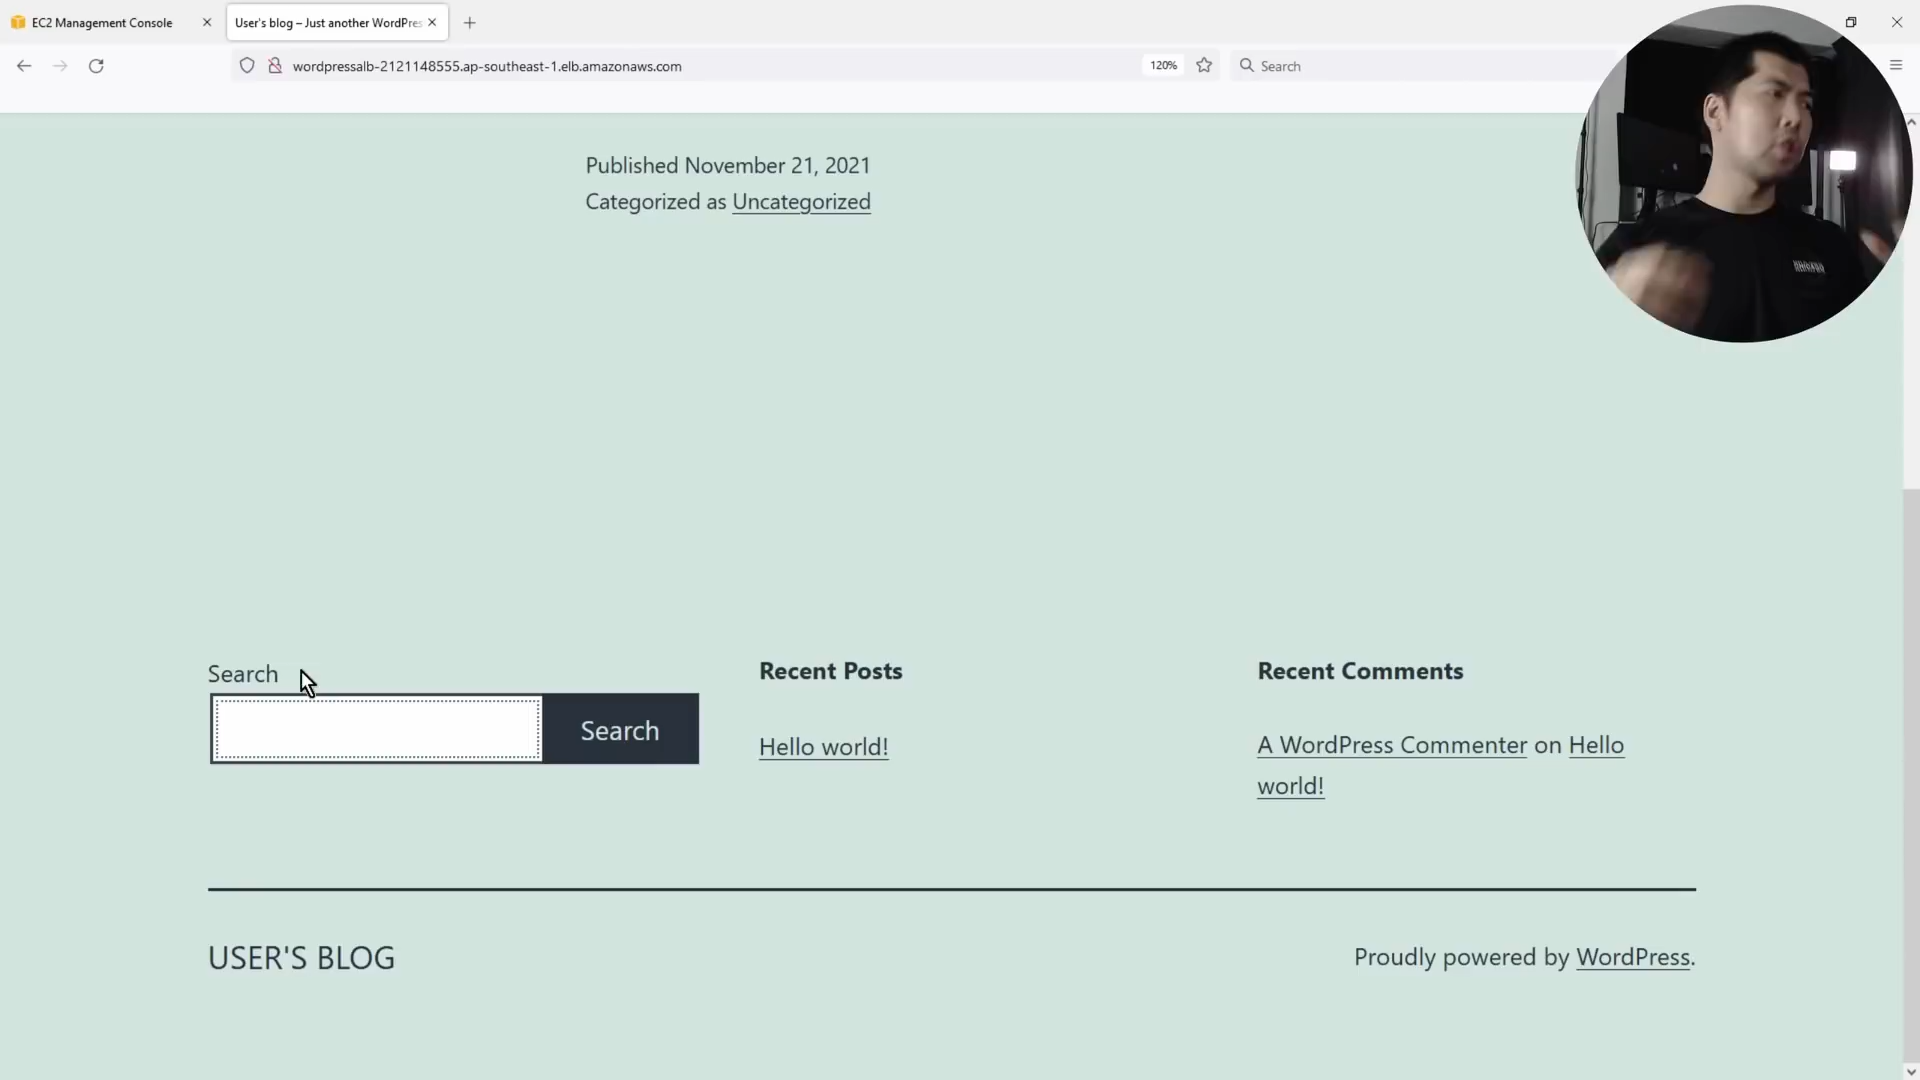 EC2 Management Console
User's blog – Just another WordPres
wordpressalb-2121148555.ap-southeast-1.elb.amazonaws.com
120%
Search
Published November 21, 2021
Categorized as Uncategorized
Search
Search
Recent Posts
Hello world!
Recent Comments
A WordPress Commenter on Hello
world!
USER'S BLOG
Proudly powered by WordPress.